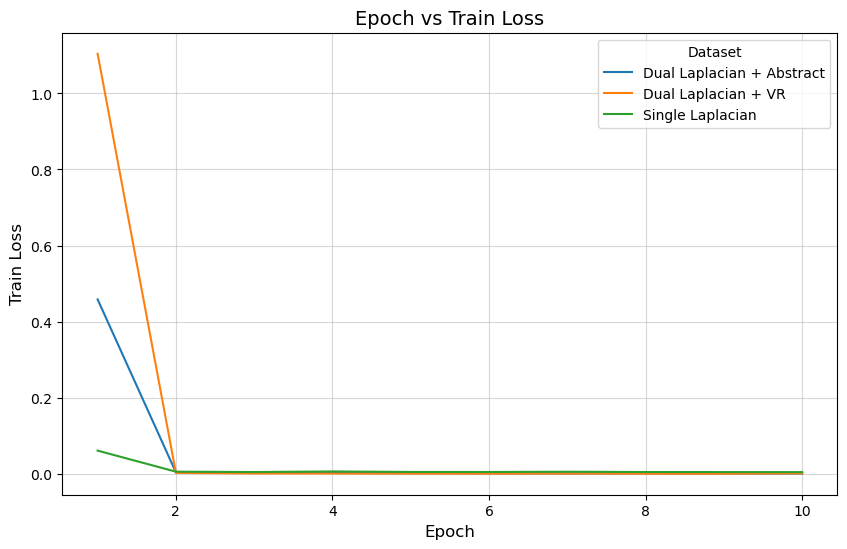 Epoch vs Train Loss
Dataset
Dual Laplacian + Abstract
Dual Laplacian + VR
Single Laplacian
1.0
0.8
0.6
0.4
0.2
0.0
Train Loss
2
4
6
8
10
Epoch